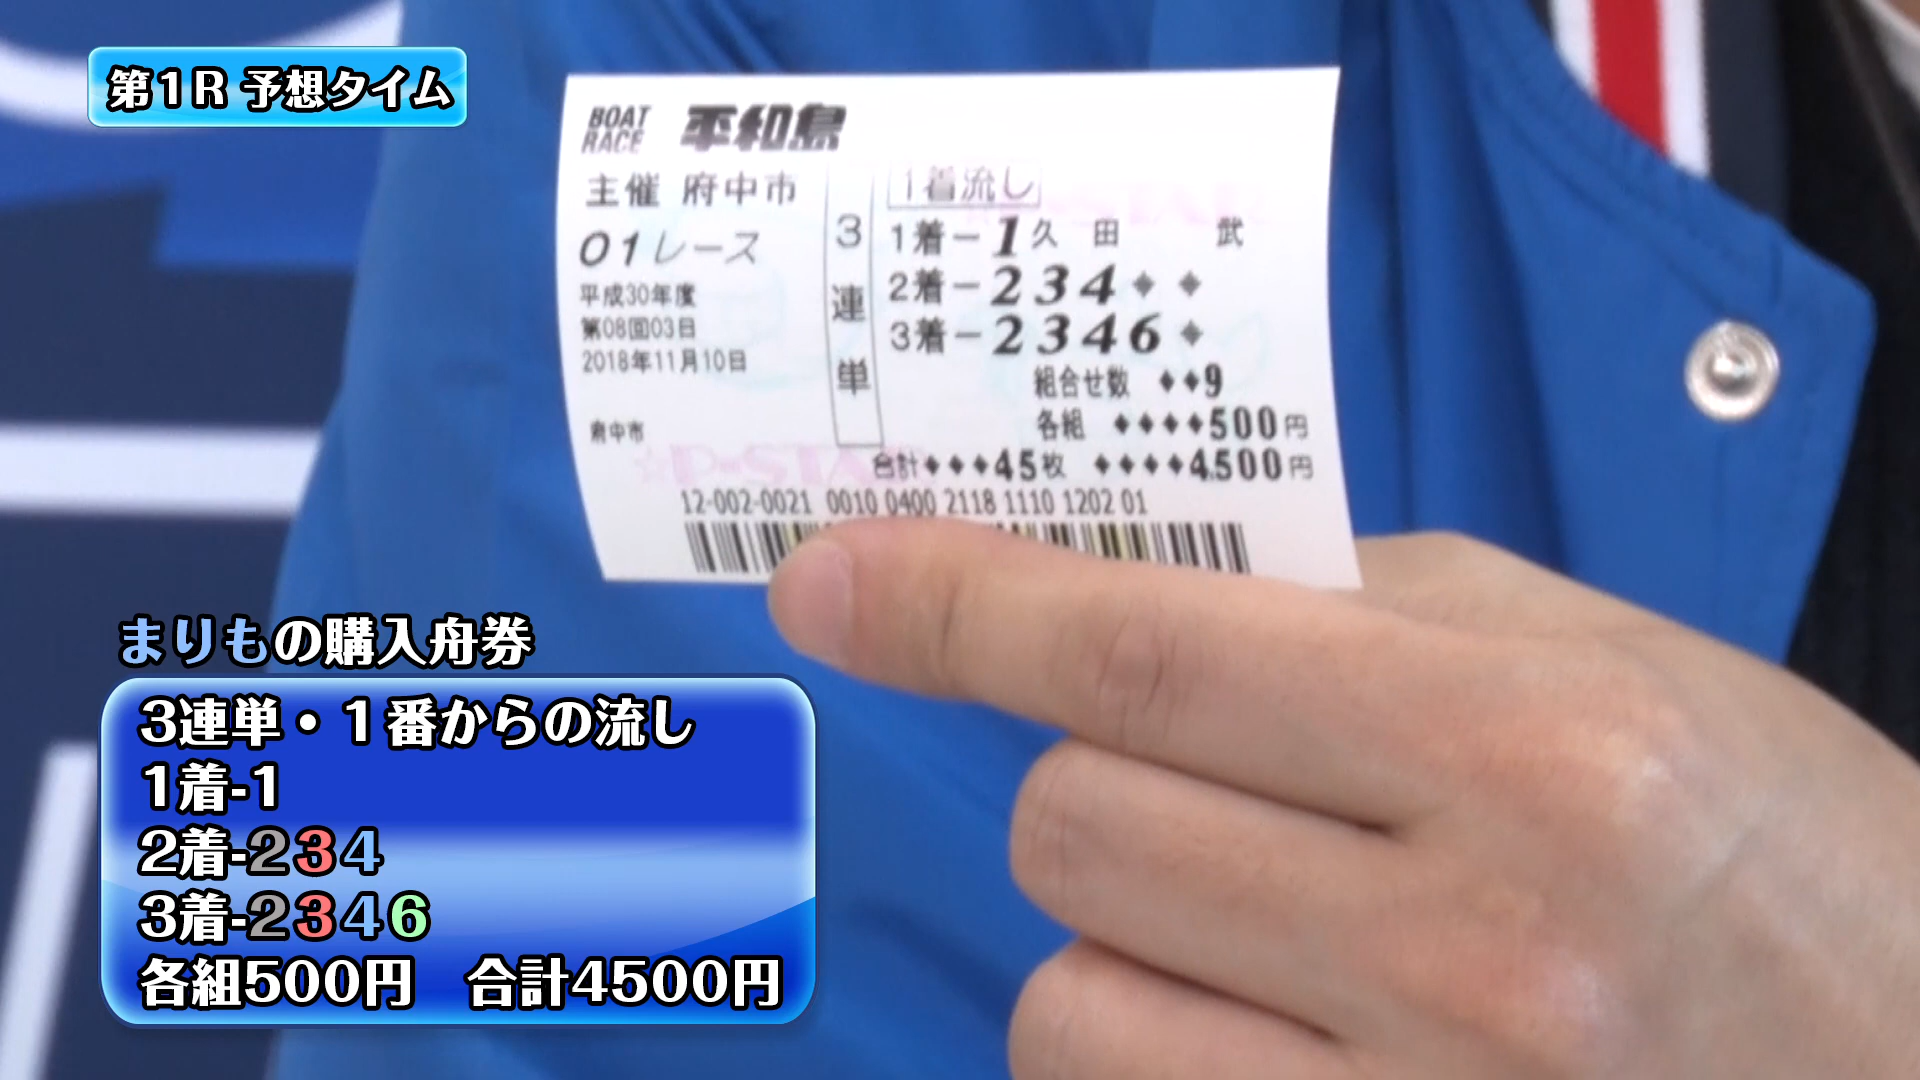 第1R 予想タイム
BOAT RACE 平和島
主催 府中市
01レース
平成30年度
第08回03日
2018年11月10日
府中市
3連単
1着流し
1着－1久 田 武
2着－234◆◆
3着－2346◆
組合せ数 ◆◆9
各組 ◆◆◆◆500円
合計◆◆◆45枚 ◆◆◆◆4,500円
12-002-0021 0010 0400 2118 1110 1202 01
まりもの購入舟券
3連単・1番からの流し
1着-1
2着-234
3着-2346
各組500円 合計4500円